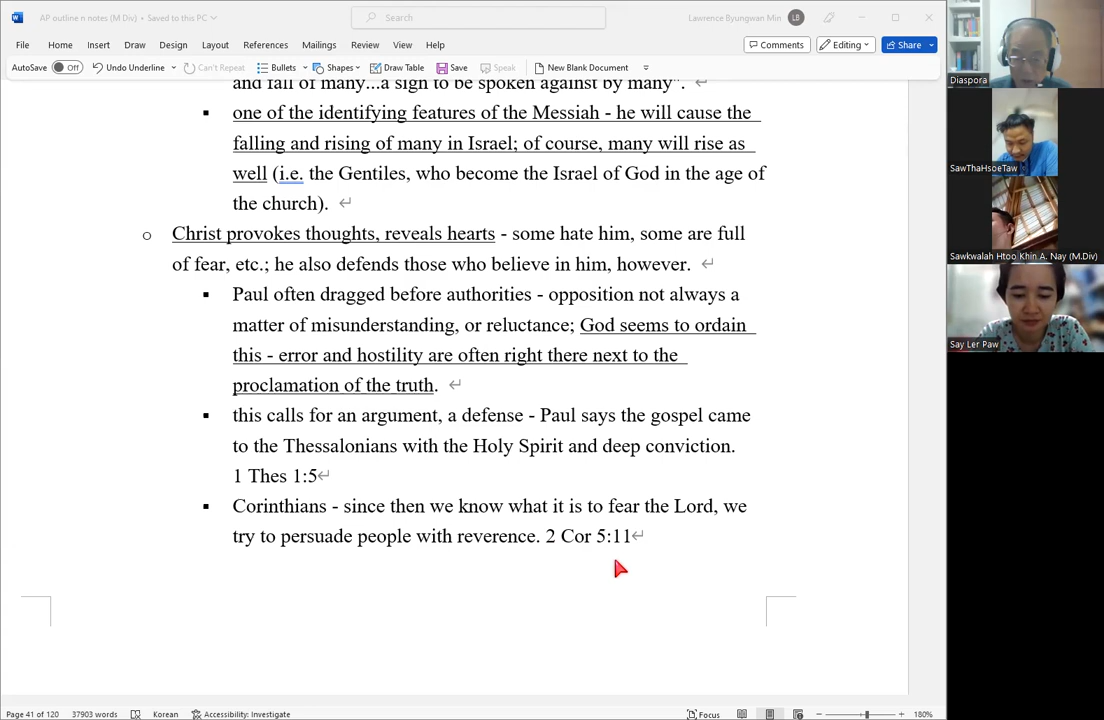 AP outline n notes (M Div) • Saved to this PC
Search
Lawrence Byungwan Min LB
File Home Insert Draw Design Layout References Mailings Review View Help
Comments Editing Share
AutoSave Off Undo Underline Can't Repeat Bullets Shapes Draw Table Save Speak New Blank Document
and fall of many...a sign to be spoken against by many".
▪ one of the identifying features of the Messiah - he will cause the
falling and rising of many in Israel; of course, many will rise as
well (i.e. the Gentiles, who become the Israel of God in the age of
the church).
o Christ provokes thoughts, reveals hearts - some hate him, some are full
of fear, etc.; he also defends those who believe in him, however.
▪ Paul often dragged before authorities - opposition not always a
matter of misunderstanding, or reluctance; God seems to ordain
this - error and hostility are often right there next to the
proclamation of the truth.
▪ this calls for an argument, a defense - Paul says the gospel came
to the Thessalonians with the Holy Spirit and deep conviction.
1 Thes 1:5
▪ Corinthians - since then we know what it is to fear the Lord, we
try to persuade people with reverence. 2 Cor 5:11
Page 41 of 120 37903 words Korean Accessibility: Investigate Focus 180%
Diaspora
SawThaHsoeTaw
Sawkwalah Htoo Khin A. Nay (M.Div)
Say Ler Paw